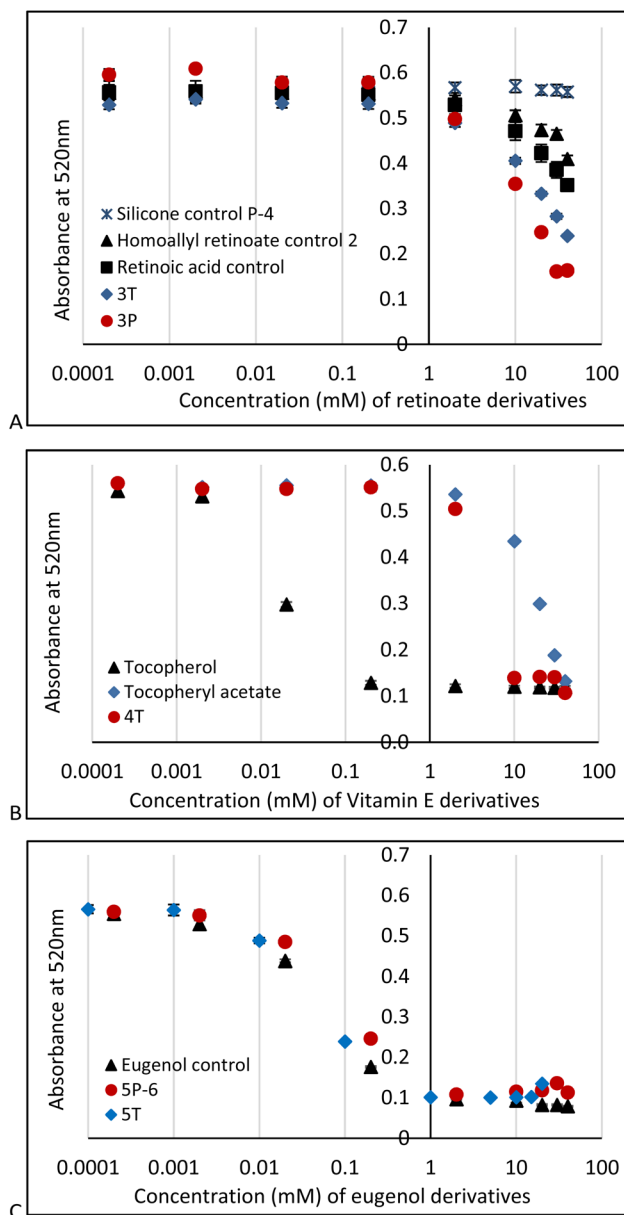 0.7
0.6
0.5
0.4
0.3
0.2
0.1
0
Absorbance at 520nm
Silicone control P-4
Homoallyl retinoate control 2
Retinoic acid control
3T
3P
0.0001 0.001 0.01 0.1 1 10 100
Concentration (mM) of retinoate derivatives
A
0.6
0.5
0.4
0.3
0.2
0.1
0.0
Absorbance at 520nm
Tocopherol
Tocopheryl acetate
4T
0.0001 0.001 0.01 0.1 1 10 100
Concentration (mM) of Vitamin E derivatives
B
0.7
0.6
0.5
0.4
0.3
0.2
0.1
0
Absorbance at 520nm
Eugenol control
5P-6
5T
0.0001 0.001 0.01 0.1 1 10 100
Concentration (mM) of eugenol derivatives
C